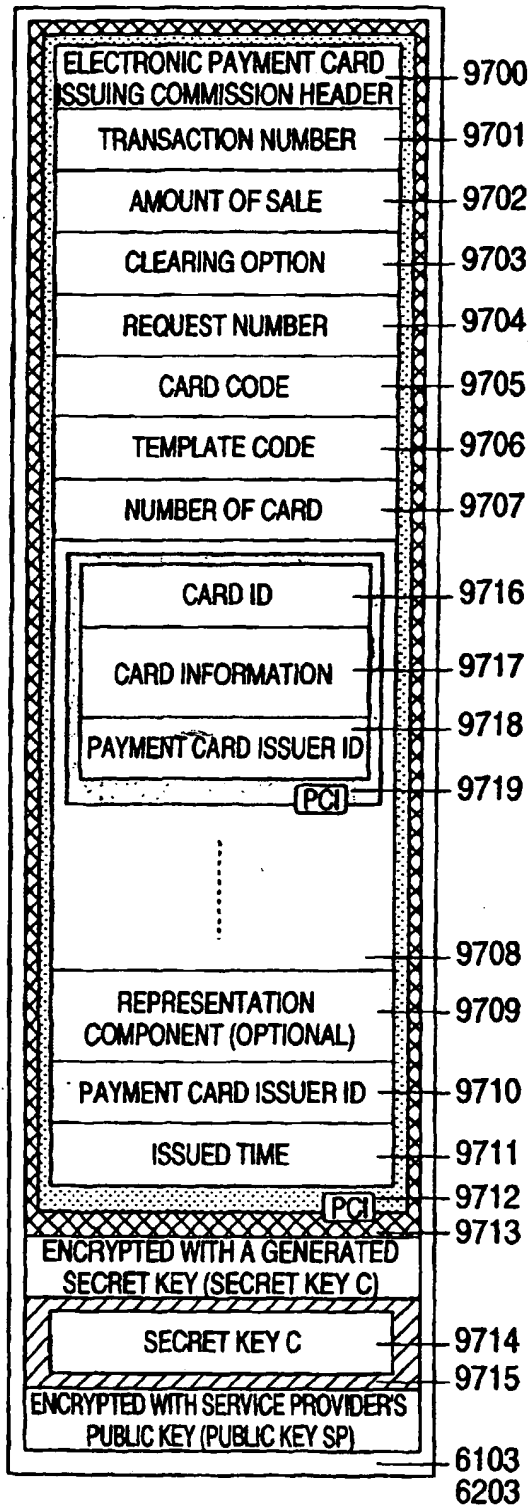 ELECTRONIC PAYMENT CARD
ISSUING COMMISSION HEADER
9700
TRANSACTION NUMBER
9701
AMOUNT OF SALE
9702
CLEARING OPTION
9703
REQUEST NUMBER
9704
CARD CODE
9705
TEMPLATE CODE
9706
NUMBER OF CARD
9707
CARD ID
9716
CARD INFORMATION
9717
PAYMENT CARD ISSUER ID
9718
PCI
9719
9708
REPRESENTATION
COMPONENT (OPTIONAL)
9709
PAYMENT CARD ISSUER ID
9710
ISSUED TIME
9711
PCI
9712
9713
ENCRYPTED WITH A GENERATED
SECRET KEY (SECRET KEY C)
SECRET KEY C
9714
9715
ENCRYPTED WITH SERVICE PROVIDER'S
PUBLIC KEY (PUBLIC KEY SP)
6103
6203